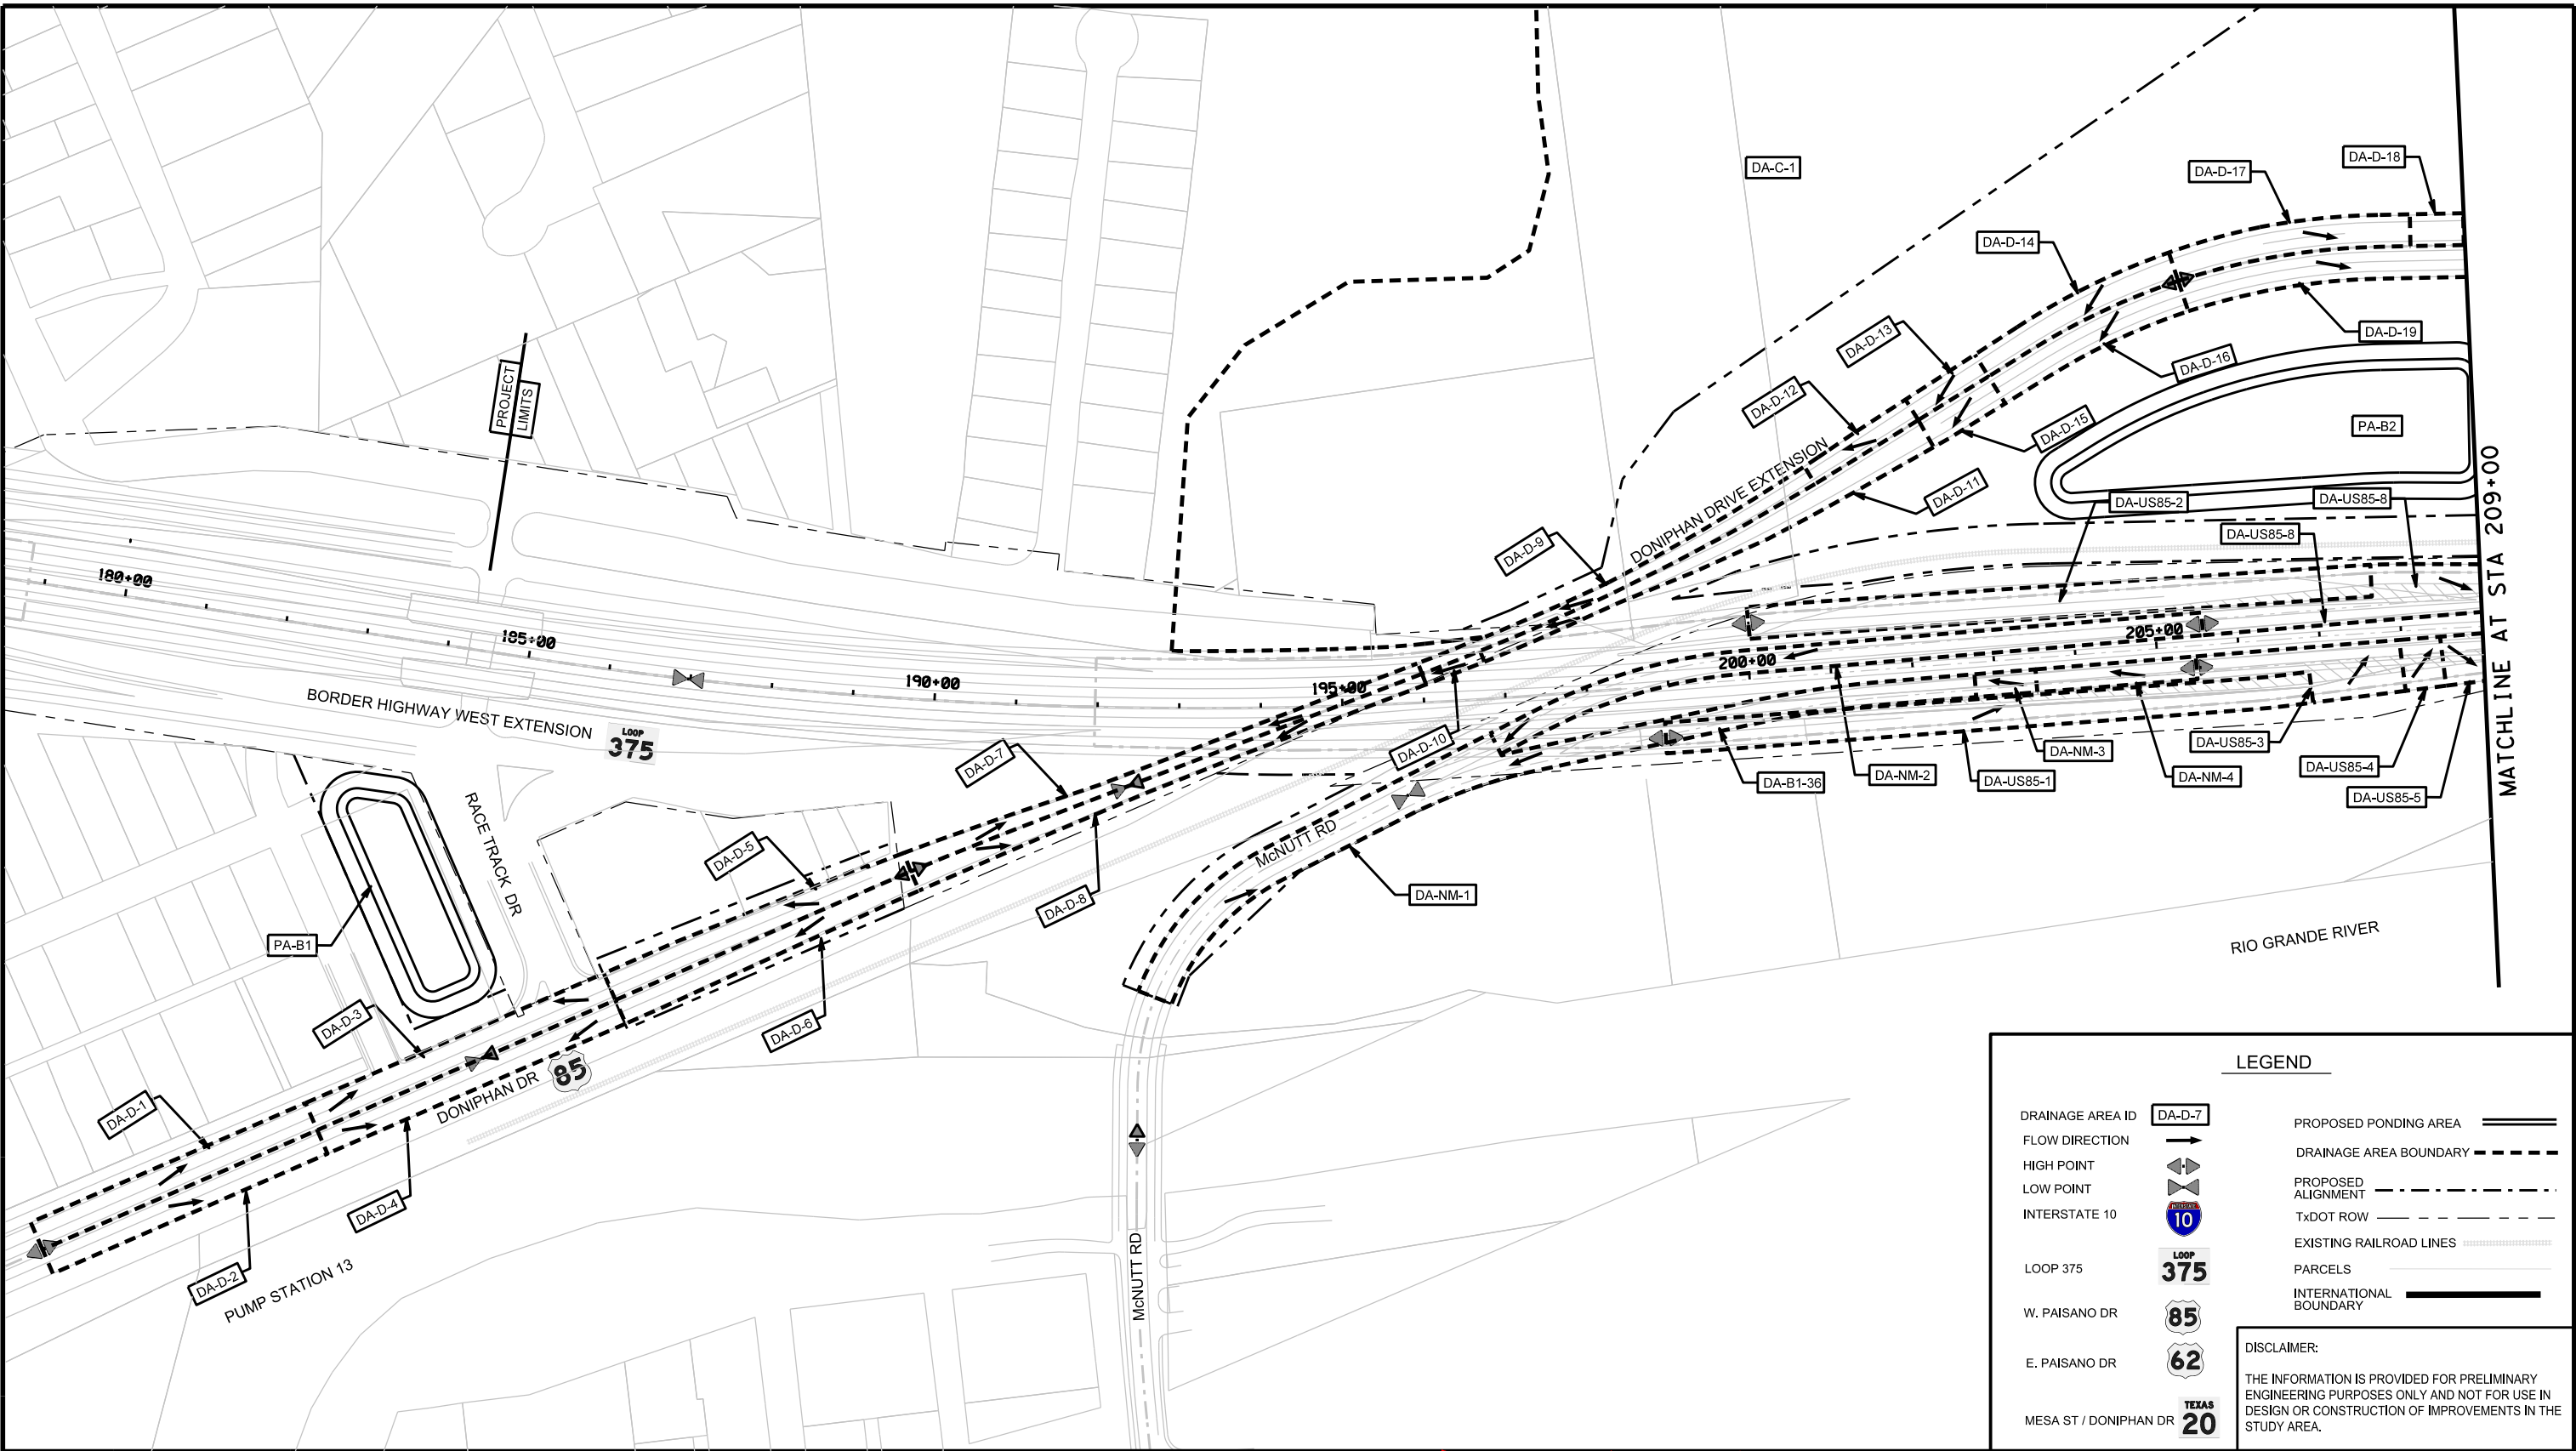 DA-C-1
DA-D-18
DA-D-17
DA-D-14
DA-D-13
DA-D-12
DA-D-19
DA-D-16
DA-D-15
DA-D-11
PA-B2
PROJECT
LIMITS
DONIPHAN DRIVE EXTENSION
DA-D-9
DA-US85-2
DA-US85-8
DA-US85-8
MATCHLINE AT STA 209+00
180+00
185+00
190+00
195+00
200+00
205+00
BORDER HIGHWAY WEST EXTENSION
LOOP
375
DA-D-7
DA-D-10
DA-B1-36
DA-NM-2
DA-US85-1
DA-NM-3
DA-NM-4
DA-US85-3
DA-US85-4
DA-US85-5
RACE TRACK DR
DA-D-5
McNUTT RD
DA-D-8
DA-NM-1
PA-B1
RIO GRANDE RIVER
DA-D-3
DA-D-6
85
DONIPHAN DR
DA-D-1
DA-D-4
DA-D-2
PUMP STATION 13
McNUTT RD
LEGEND
DRAINAGE AREA ID DA-D-7
FLOW DIRECTION
HIGH POINT
LOW POINT
INTERSTATE 10
INTERSTATE
10
LOOP 375
LOOP
375
W. PAISANO DR
85
E. PAISANO DR
62
MESA ST / DONIPHAN DR
TEXAS
20
PROPOSED PONDING AREA
DRAINAGE AREA BOUNDARY
PROPOSED
ALIGNMENT
TxDOT ROW
EXISTING RAILROAD LINES
PARCELS
INTERNATIONAL
BOUNDARY
DISCLAIMER:
THE INFORMATION IS PROVIDED FOR PRELIMINARY
ENGINEERING PURPOSES ONLY AND NOT FOR USE IN
DESIGN OR CONSTRUCTION OF IMPROVEMENTS IN THE
STUDY AREA.